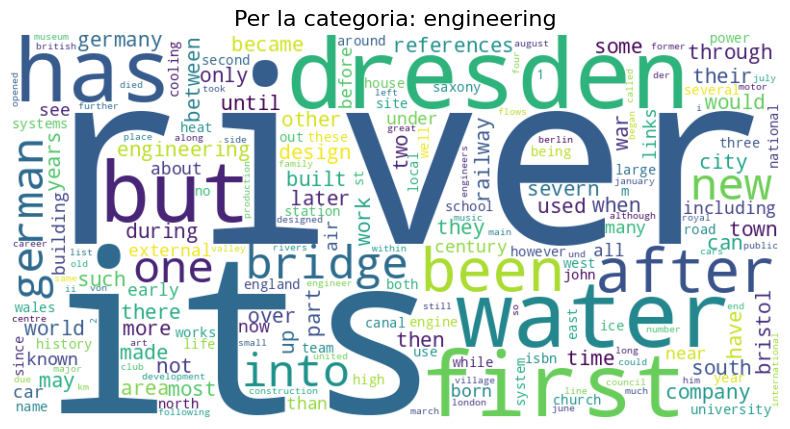 Per la categoria: engineering
museum germany became references some through power
british
opened has dresden their
died cooling between second only around before 1 former
until saxony august four called der july motor
took house left would several
further see heat site flows i
systems river
years place along other under out these war links national
side 
engineering design two railway berlin being three
german but about built local well large city new
no family production st
building during later work air school severn used m when including
station engineers
career list external valley designed music they many town
one bridge been after
same old rivers within main century however although royal road can all public
such early england both john und west cars
ii von there over canal
wales its water
centre world more works up now part engineer still engine then east so ice have bristol
since art history life small team use isbn time near long end
2 into united while number south international
known made not first
due may major club areamost high system village born line could year
car km development than construction church council much him company
name north following march london june university